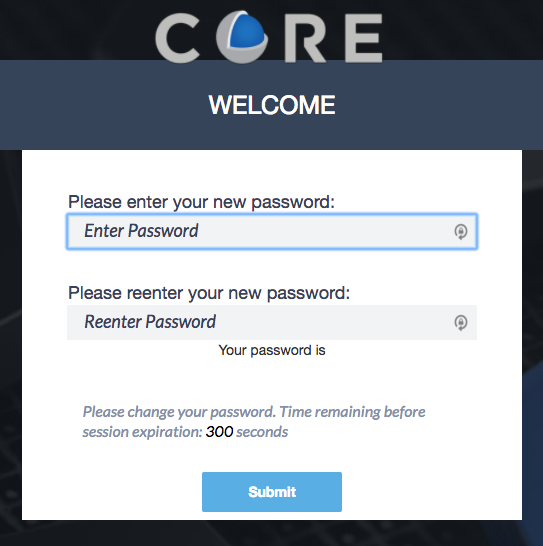 CORE
WELCOME
Please enter your new password:
Enter Password
Please reenter your new password:
Reenter Password
Your password is
Please change your password. Time remaining before
session expiration: 300 seconds
Submit